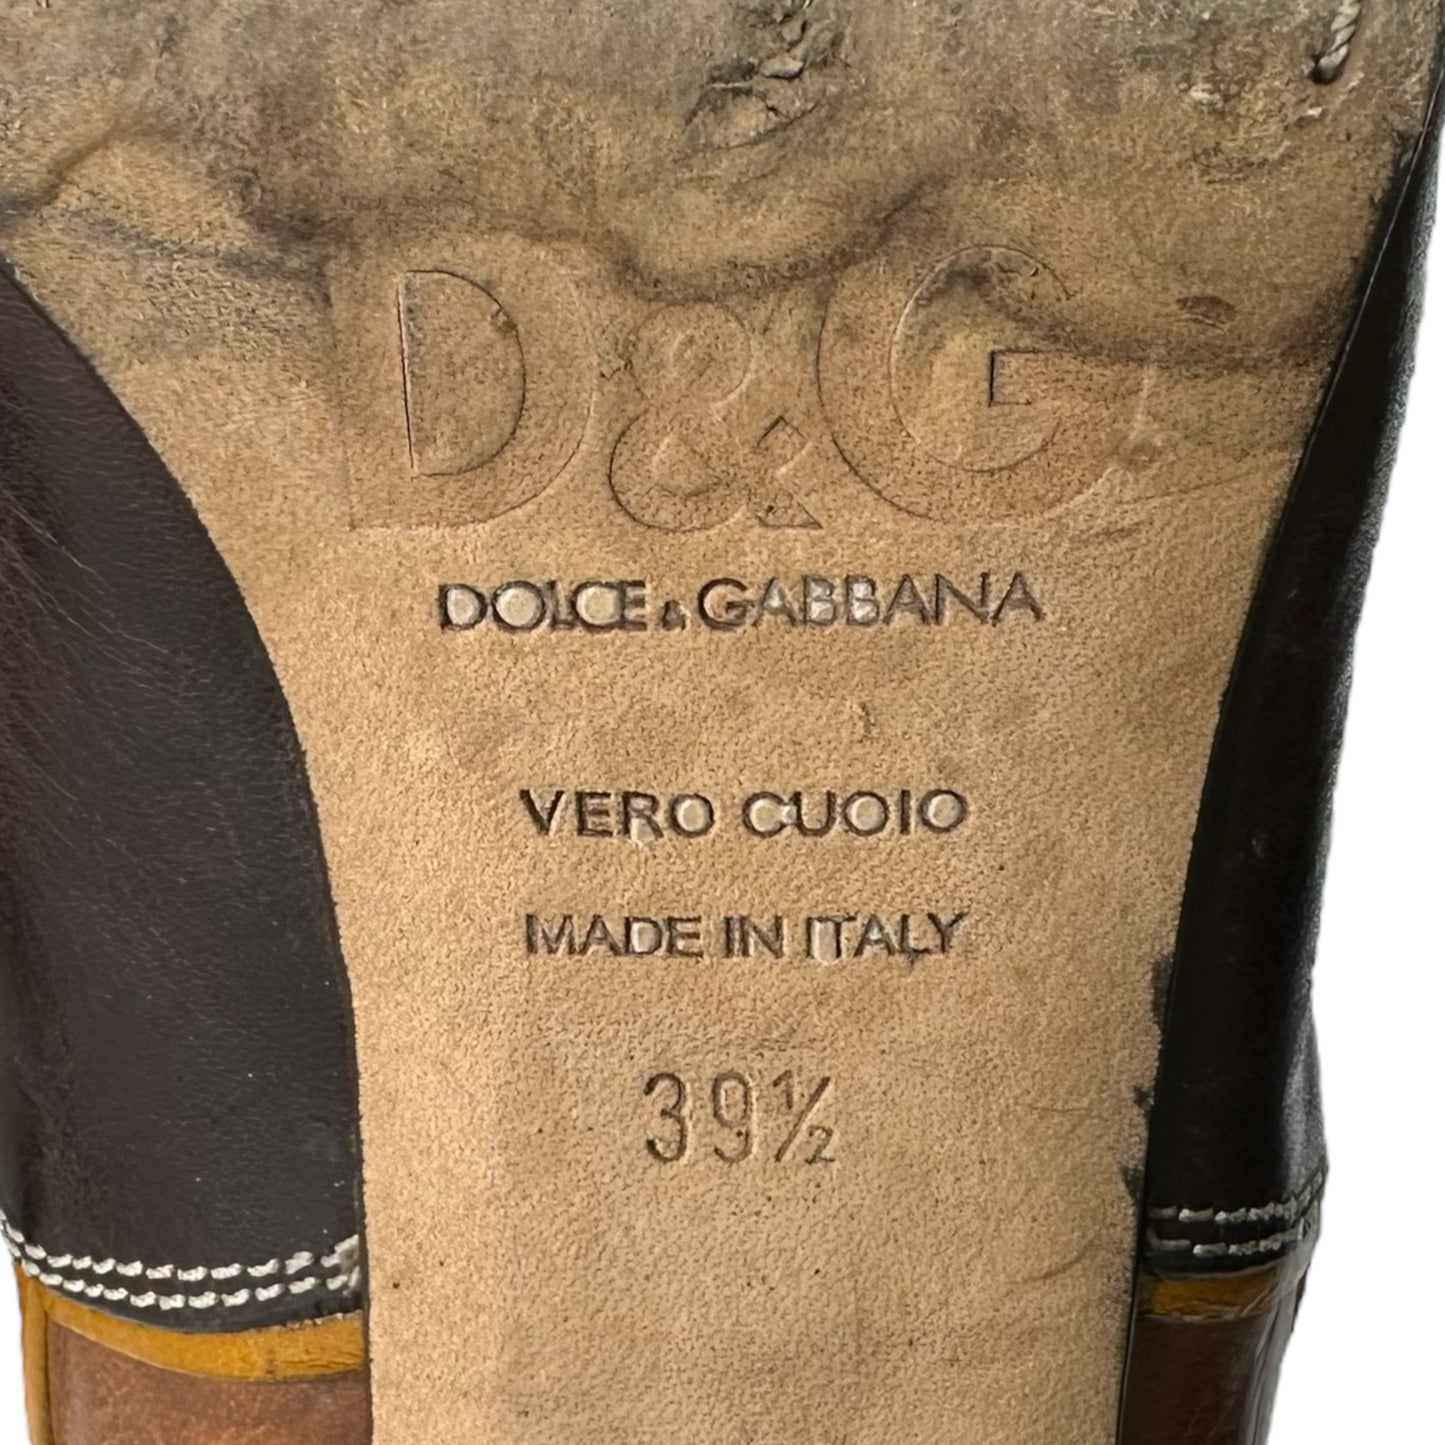 D&G
DOLCE & GABBANA
VERO CUOIO
MADE IN ITALY
39½